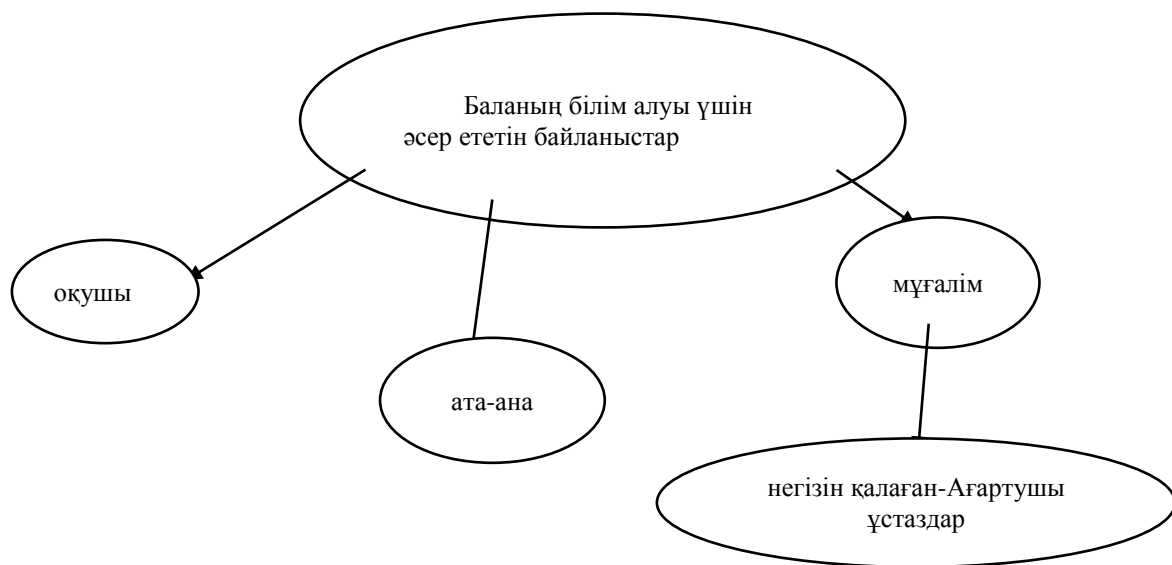 Баланың білім алуы үшін
әсер ететін байланыстар
оқушы
мұғалім
ата-ана
негізін қалаған-Ағартушы
ұстаздар